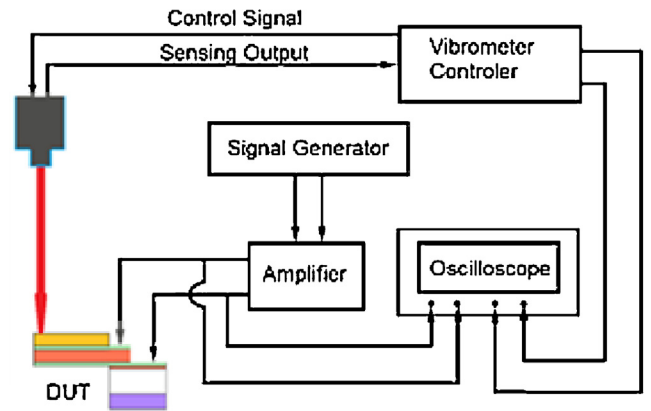 Control Signal
Sensing Output
Vibrometer
Controler
Signal Generator
Amplifier
Oscilloscope
DUT